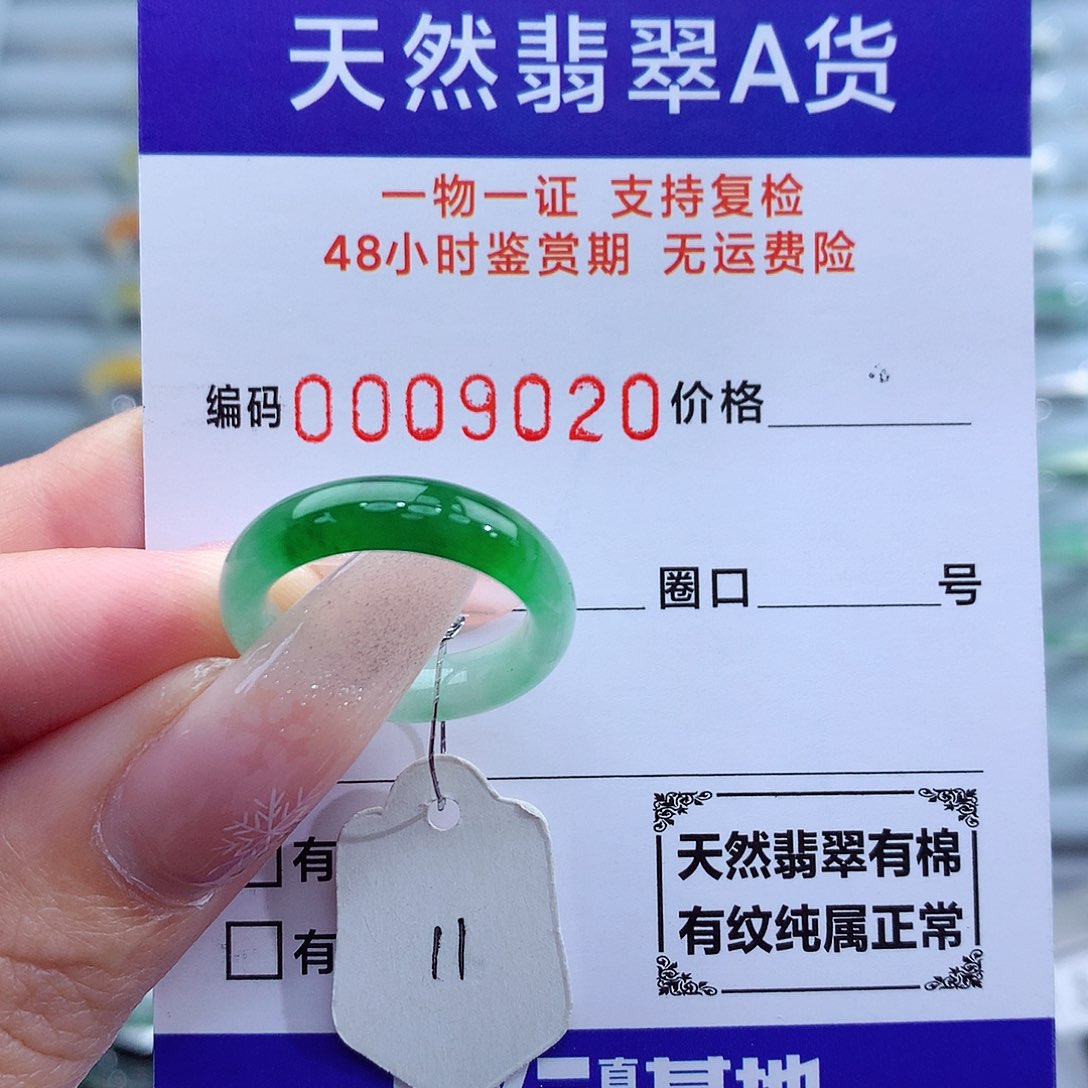 天然翡翠A货
一物一证 支持复检
48小时鉴赏期 无运费险
编码0009020价格
圈口 号
有
有
11
天然翡翠有棉
有纹纯属正常
基地